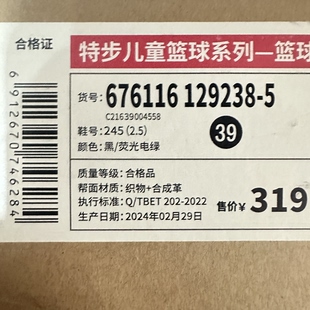 合格证
特步儿童篮球系列—篮球
货号: 676116 129238-5
C21639004558
鞋号: 245 (2.5)
39
颜色: 黑/荧光电绿
质量等级: 合格品
帮面材质: 织物+合成革
执行标准: Q/TBET 202-2022
生产日期: 2024年02月29日
售价¥ 319
6912670746284